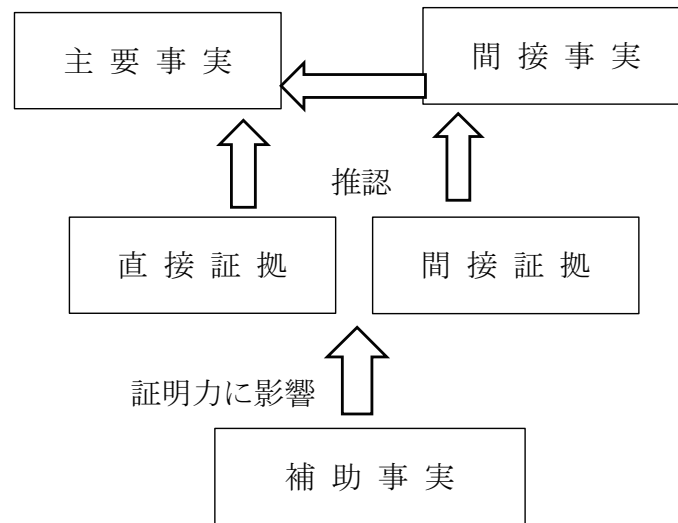 主要事実
間接事実
推認
直接証拠
間接証拠
証明力に影響
補助事実